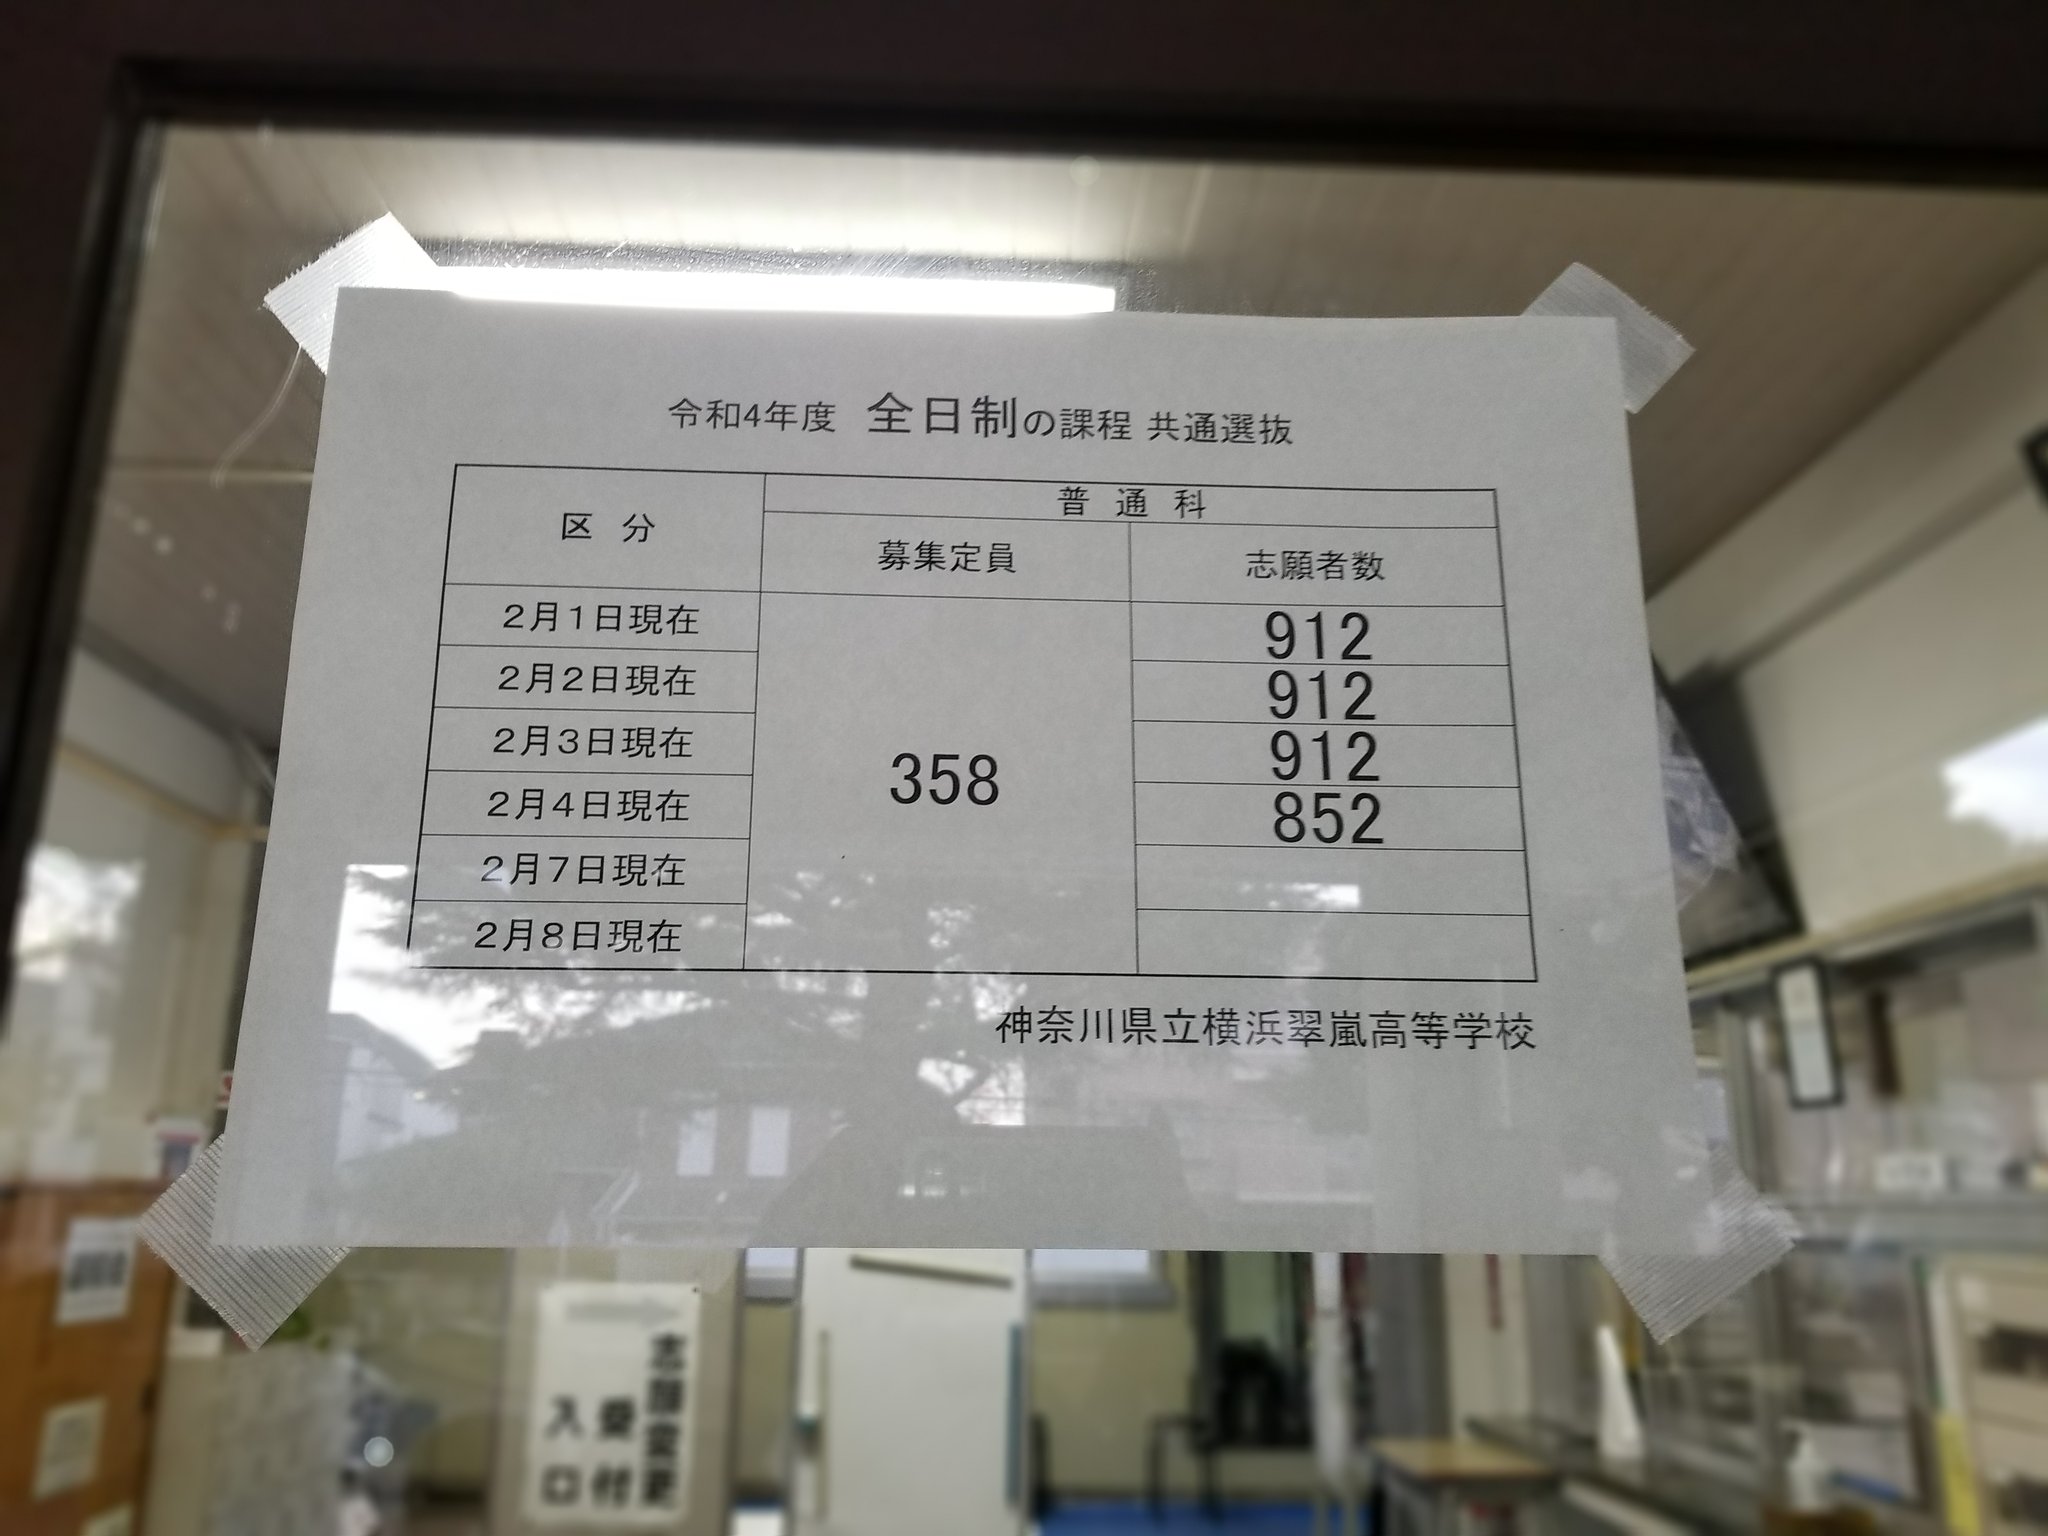 令和4年度 全日制の課程 共通選抜
区 分
普 通 科
募集定員 志願者数
2月1日現在 912
2月2日現在 912
2月3日現在 912
358
2月4日現在 852
2月7日現在
2月8日現在
神奈川県立横浜翠嵐高等学校
志願変更
受付
入口